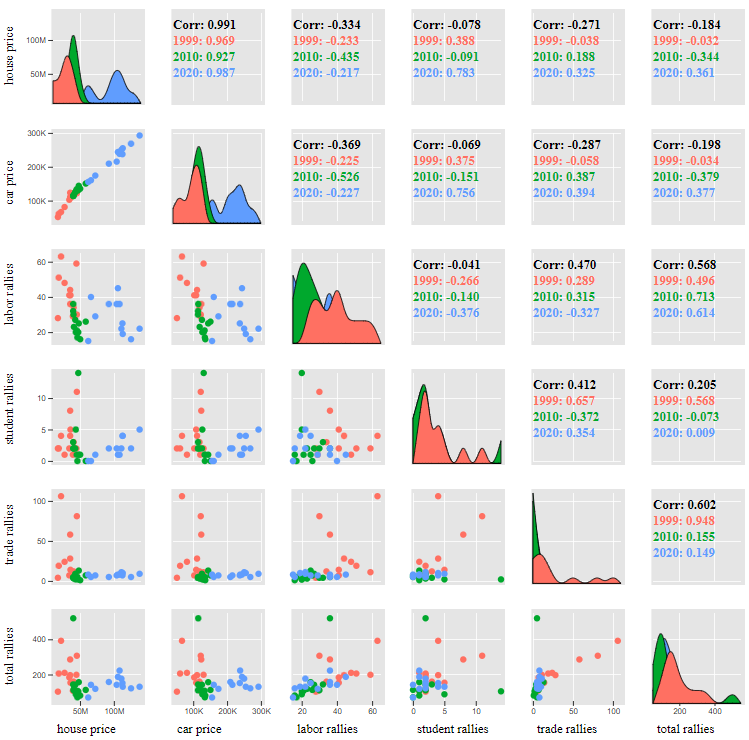 house price
100M
50M
Corr: 0.991
1999: 0.969
2010: 0.927
2020: 0.987
Corr: -0.334
1999: -0.233
2010: -0.435
2020: -0.217
Corr: -0.078
1999: 0.388
2010: -0.091
2020: 0.783
Corr: -0.271
1999: -0.038
2010: 0.188
2020: 0.325
Corr: -0.184
1999: -0.032
2010: -0.344
2020: 0.361
car price
300K
200K
100K
Corr: -0.369
1999: -0.225
2010: -0.526
2020: -0.227
Corr: -0.069
1999: 0.375
2010: -0.151
2020: 0.756
Corr: -0.287
1999: -0.058
2010: 0.387
2020: 0.394
Corr: -0.198
1999: -0.034
2010: -0.379
2020: 0.377
labor rallies
60
40
20
Corr: -0.041
1999: -0.266
2010: -0.140
2020: -0.376
Corr: 0.470
1999: 0.289
2010: 0.315
2020: -0.327
Corr: 0.568
1999: 0.496
2010: 0.713
2020: 0.614
student rallies
10
5
0
Corr: 0.412
1999: 0.657
2010: -0.372
2020: 0.354
Corr: 0.205
1999: 0.568
2010: -0.073
2020: 0.009
trade rallies
100
50
0
Corr: 0.602
1999: 0.948
2010: 0.155
2020: 0.149
total rallies
400
200
50M 100M
100K 200K 300K
20 40 60
0 5 10
0 50 100
200 400
house price
car price
labor rallies
student rallies
trade rallies
total rallies